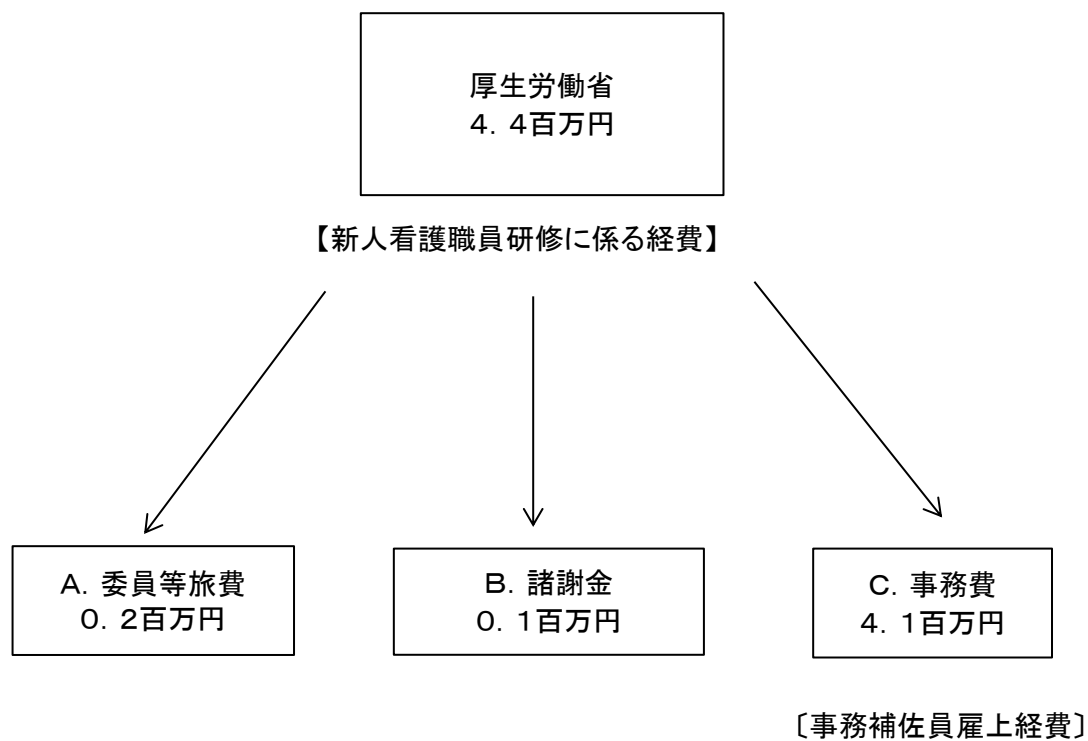 厚生労働省
４．４百万円
【新人看護職員研修に係る経費】
Ａ．委員等旅費
０．２百万円
Ｂ．諸謝金
０．１百万円
Ｃ．事務費
４．１百万円
〔事務補佐員雇上経費〕